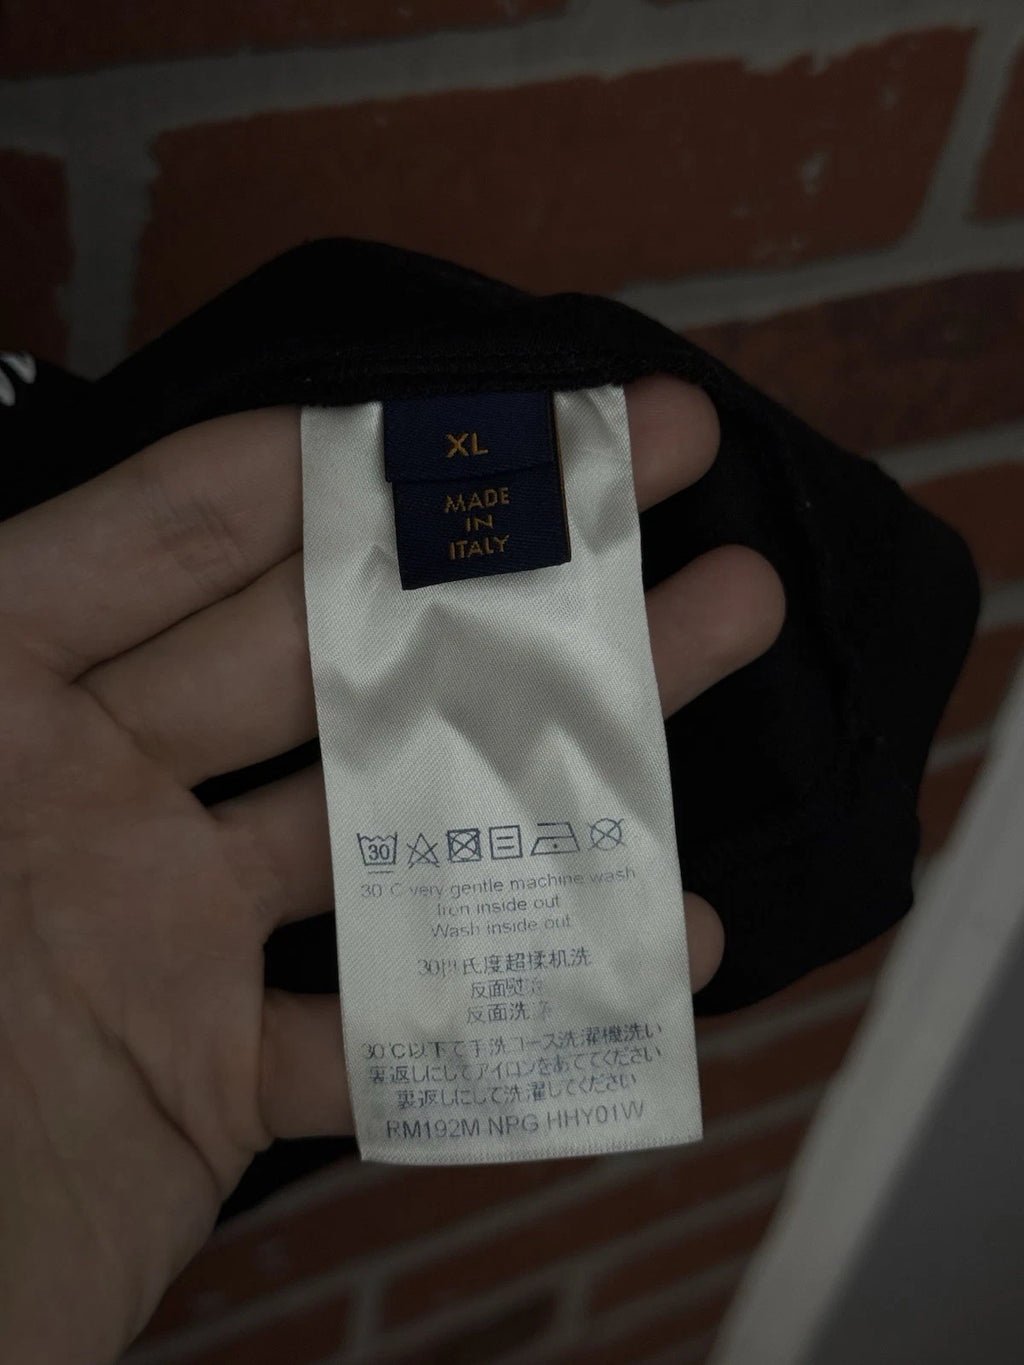 XL
MADE
IN
ITALY
30
30°C very gentle machine wash
Iron inside out
Wash inside out
30摄氏度超柔机洗
反面熨烫
反面洗涤
30℃以下で手洗コース洗濯機洗い
裏返しにしてアイロンをあててください
裏返しにして洗濯してください
RM192M NPG HHY01W